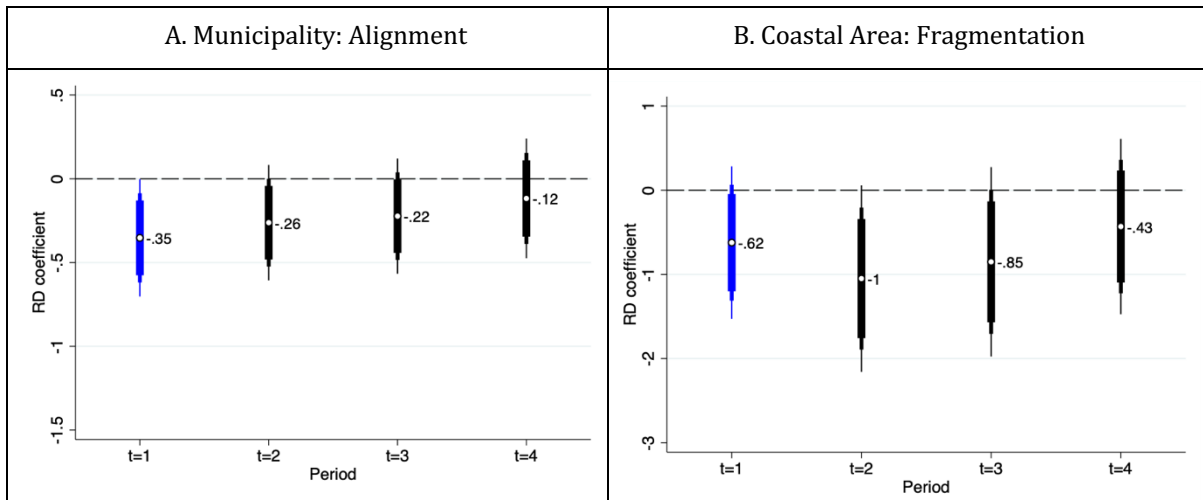 A. Municipality: Alignment
B. Coastal Area: Fragmentation
.5
0
-.5
-1
-1.5
RD coefficient
-.35
-.26
-.22
-.12
t=1
t=2
t=3
t=4
Period
1
0
-1
-2
-3
RD coefficient
-.62
-1
-.85
-.43
t=1
t=2
t=3
t=4
Period